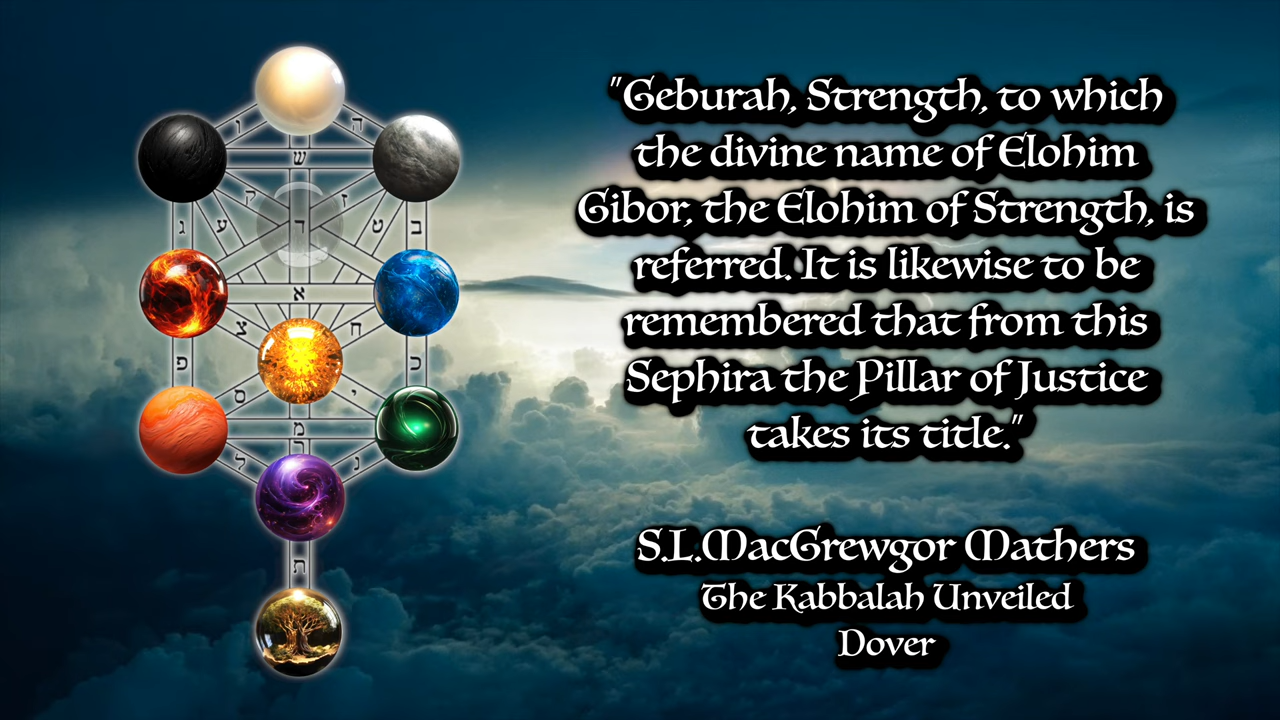 "Geburah, Strength, to which
the divine name of Elohim
Gibor, the Elohim of Strength, is
referred. It is likewise to be
remembered that from this
Sephira the Pillar of Justice
takes its title."
S.L.MacGrewgor Mathers
The Kabbalah Unveiled
Dover
ו ה
ש
ק ז
ג ע ד ט ב
א
צ ח
פ כ
ס י
מ
ר
ל נ
ת